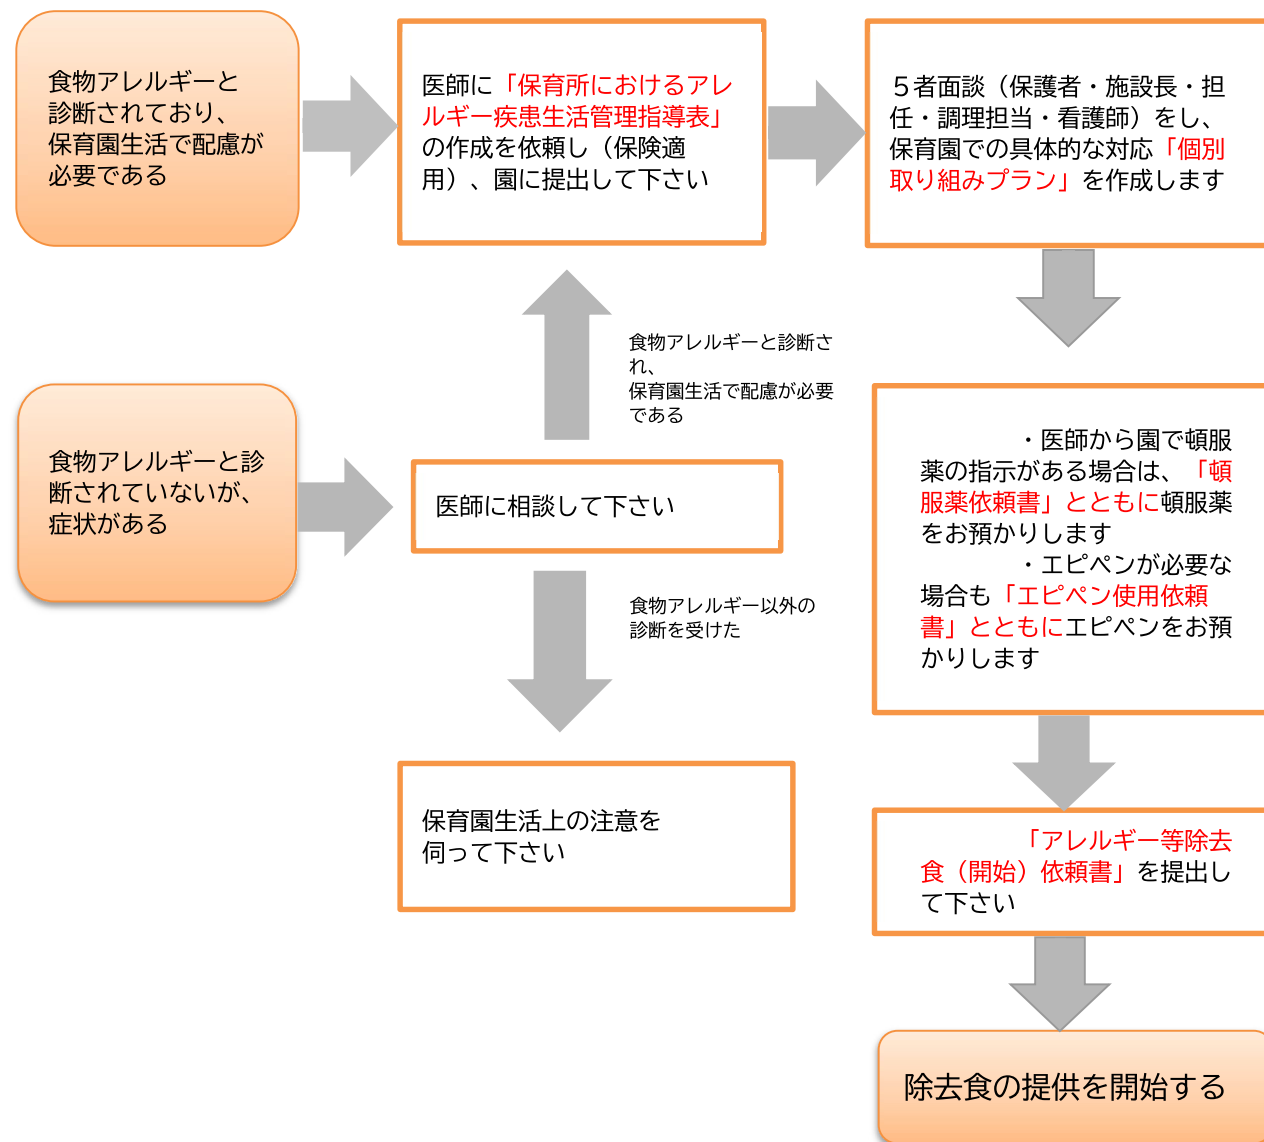 食物アレルギーと
診断されており、
保育園生活で配慮が
必要である
医師に「保育所におけるアレ
ルギー疾患生活管理指導表」
の作成を依頼し（保険適
用）、園に提出して下さい
５者面談（保護者・施設長・担
任・調理担当・看護師）をし、
保育園での具体的な対応「個別
取り組みプラン」を作成します
食物アレルギーと診断さ
れ、
保育園生活で配慮が必要
である
食物アレルギーと診
断されていないが、
症状がある
医師に相談して下さい
食物アレルギー以外の
診断を受けた
保育園生活上の注意を
伺って下さい
・医師から園で頓服
薬の指示がある場合は、「頓
服薬依頼書」とともに頓服薬
をお預かりします
・エピペンが必要な
場合も「エピペン使用依頼
書」とともにエピペンをお預
かりします
「アレルギー等除去
食（開始）依頼書」を提出し
て下さい
除去食の提供を開始する